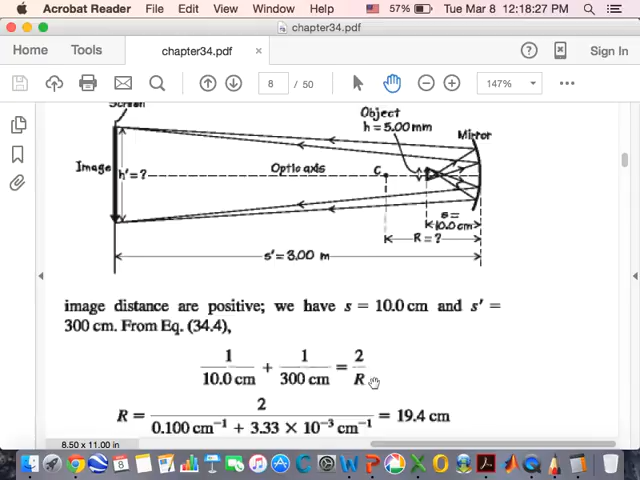 Acrobat Reader File Edit View Window Help 57% Tue Mar 8 12:18:27 PM
chapter34.pdf
Home Tools chapter34.pdf × ? Sign In
8 / 50 147%
Screen
Object
h = 5.00 mm
Mirror
Image h' = ? Optic axis C
s =
10.0 cm
R = ?
s' = 3.00 m
image distance are positive; we have s = 10.0 cm and s′ =
300 cm. From Eq. (34.4),
1/10.0 cm + 1/300 cm = 2/R
R = 2/0.100 cm⁻¹ + 3.33 × 10⁻³ cm⁻¹ = 19.4 cm
8.50 x 11.00 in